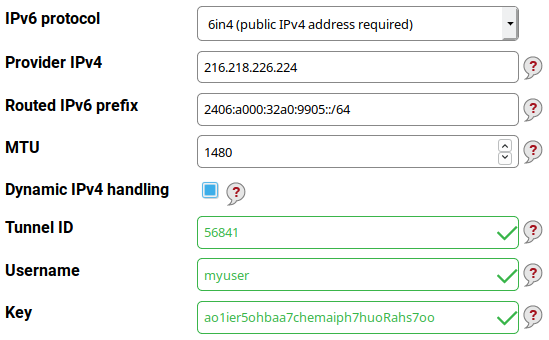 IPv6 protocol 6in4 (public IPv4 address required)
Provider IPv4 216.218.226.224 ?
Routed IPv6 prefix 2406:a000:32a0:9905::/64 ?
MTU 1480 ?
Dynamic IPv4 handling ?
Tunnel ID 56841 ?
Username myuser ?
Key ao1ier5ohbaa7chemaiph7huoRahs7oo ?